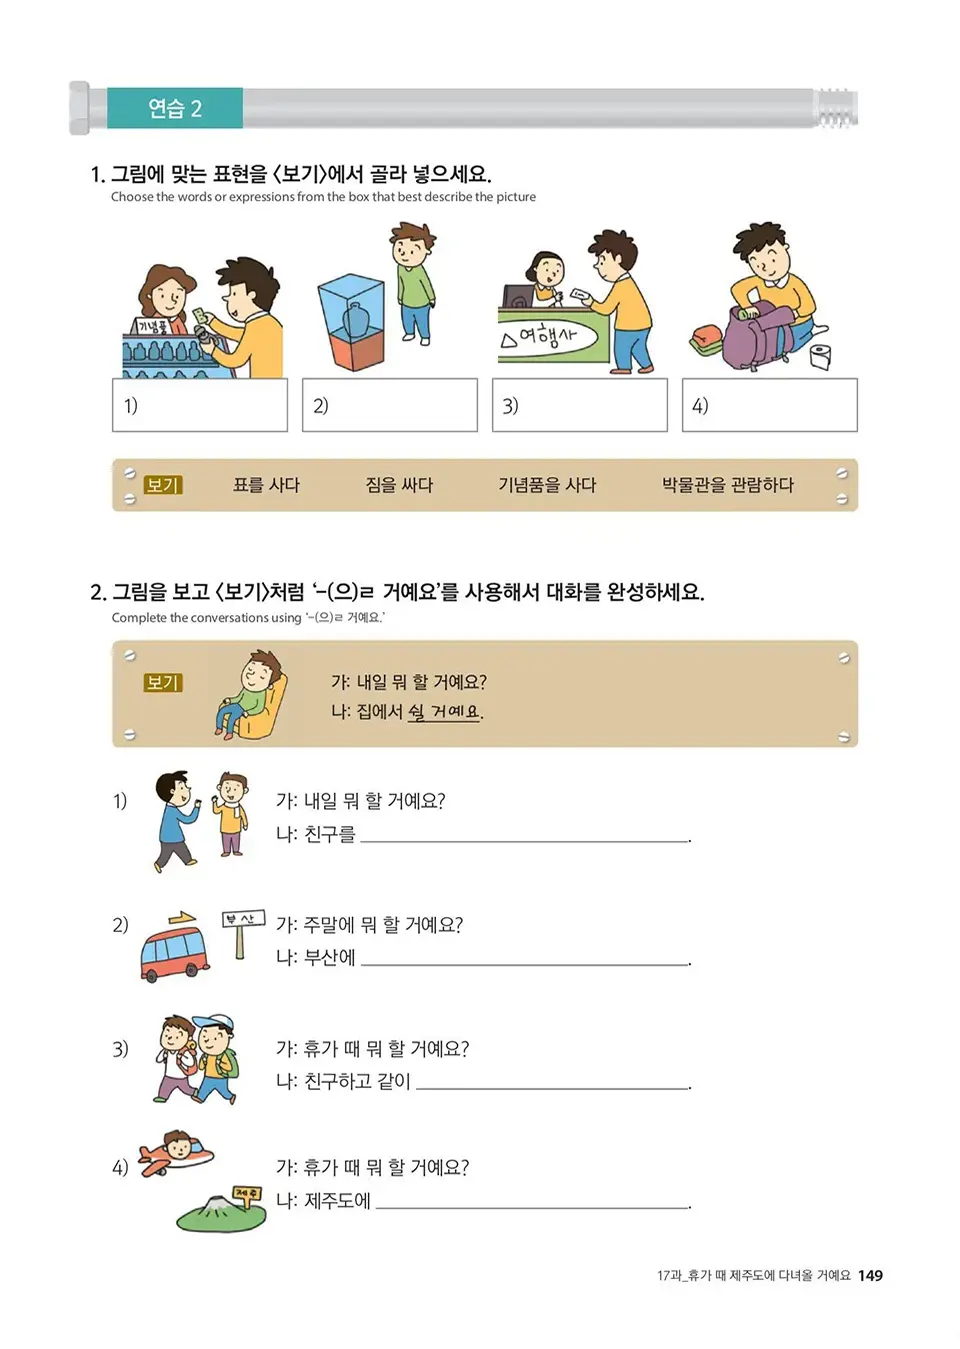 연습 2
1. 그림에 맞는 표현을 〈보기〉에서 골라 넣으세요.
Choose the words or expressions from the box that best describe the picture
기념품
△여행사
1)
2)
3)
4)
보기 표를 사다 짐을 싸다 기념품을 사다 박물관을 관람하다
2. 그림을 보고 〈보기〉처럼 ‘-(으)ㄹ 거예요’를 사용해서 대화를 완성하세요.
Complete the conversations using ‘-(으)ㄹ 거예요.’
보기
가: 내일 뭐 할 거예요?
나: 집에서 쉴 거예요.
1)
가: 내일 뭐 할 거예요?
나: 친구를 ______.
2)
부산
가: 주말에 뭐 할 거예요?
나: 부산에 ______.
3)
가: 휴가 때 뭐 할 거예요?
나: 친구하고 같이 ______.
4)
제주
가: 휴가 때 뭐 할 거예요?
나: 제주도에 ______.
17과_휴가 때 제주도에 다녀올 거예요 149